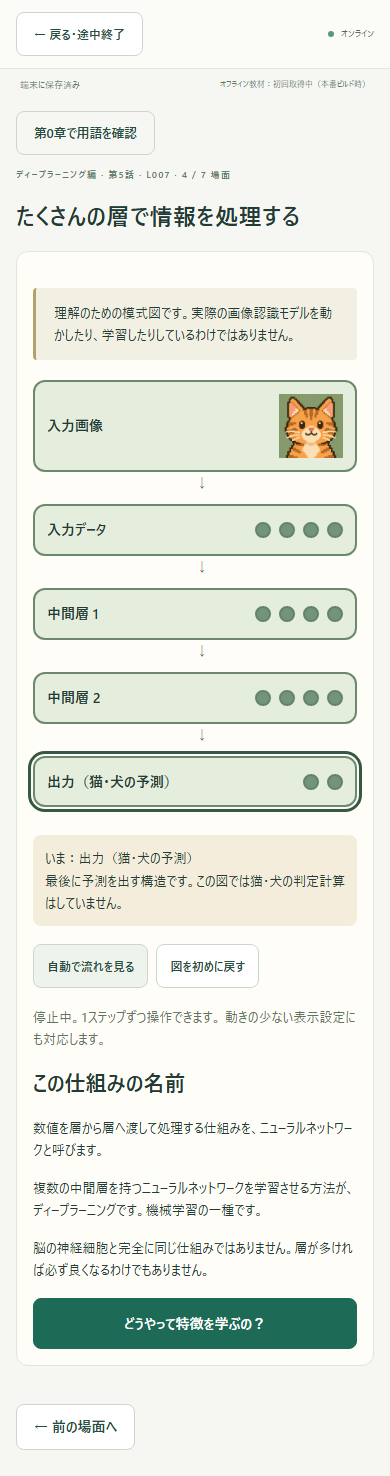 ← 戻る・途中終了
オンライン
端末に保存済み
オフライン教材：初回取得中（本番ビルド時）
第0章で用語を確認
ディープラーニング編 · 第5話 · L007 · 4 / 7 場面
たくさんの層で情報を処理する
理解のための模式図です。実際の画像認識モデルを動
かしたり、学習したりしているわけではありません。
入力画像
↓
入力データ
↓
中間層 1
↓
中間層 2
↓
出力（猫・犬の予測）
いま：出力（猫・犬の予測）
最後に予測を出す構造です。この図では猫・犬の判定計算
はしていません。
自動で流れを見る
図を初めに戻す
停止中。1ステップずつ操作できます。動きの少ない表示設定に
も対応します。
この仕組みの名前
数値を層から層へ渡して処理する仕組みを、ニューラルネットワー
クと呼びます。
複数の中間層を持つニューラルネットワークを学習させる方法が、
ディープラーニングです。機械学習の一種です。
脳の神経細胞と完全に同じ仕組みではありません。層が多けれ
ば必ず良くなるわけでもありません。
どうやって特徴を学ぶの？
← 前の場面へ